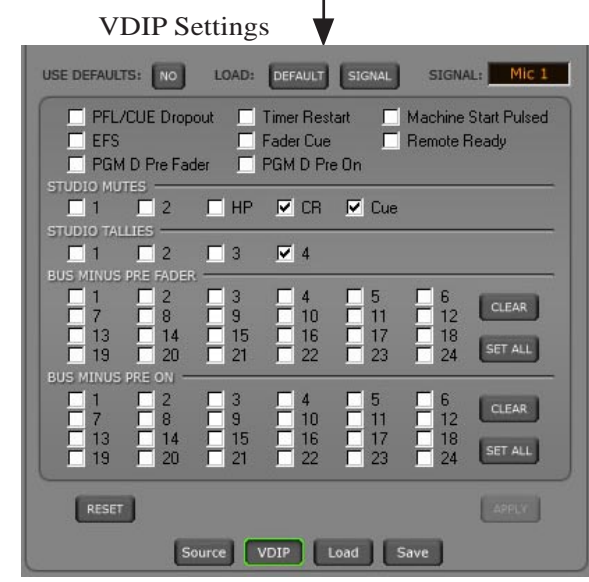 VDIP Settings
USE DEFAULTS: NO LOAD: DEFAULT SIGNAL SIGNAL: Mic 1
PFL/CUE Dropout Timer Restart Machine Start Pulsed
EFS Fader Cue Remote Ready
PGM D Pre Fader PGM D Pre On
STUDIO MUTES
1 2 HP CR Cue
STUDIO TALLIES
1 2 3 4
BUS MINUS PRE FADER
1 2 3 4 5 6
7 8 9 10 11 12
CLEAR
13 14 15 16 17 18
19 20 21 22 23 24
SET ALL
BUS MINUS PRE ON
1 2 3 4 5 6
7 8 9 10 11 12
CLEAR
13 14 15 16 17 18
19 20 21 22 23 24
SET ALL
RESET APPLY
Source VDIP Load Save